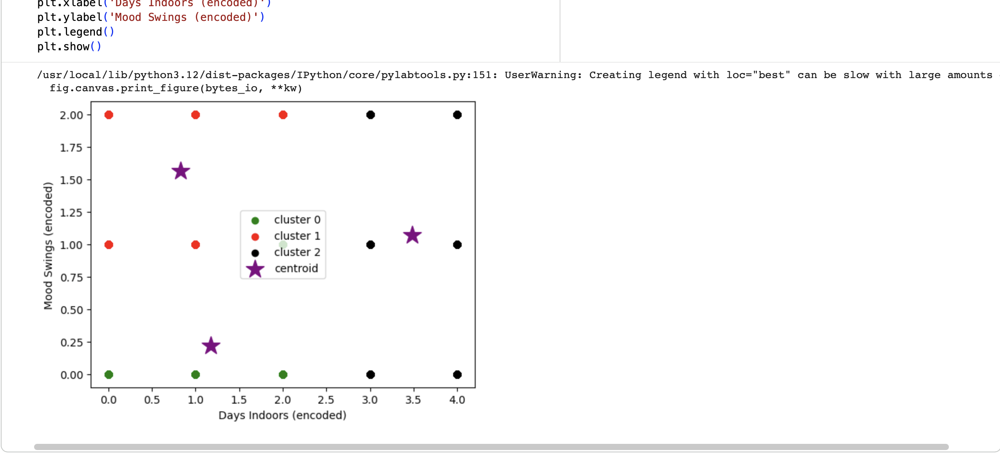 plt.xlabel('Days Indoors (encoded)')
plt.ylabel('Mood Swings (encoded)')
plt.legend()
plt.show()
/usr/local/lib/python3.12/dist-packages/IPython/core/pylabtools.py:151: UserWarning: Creating legend with loc="best" can be slow with large amounts
fig.canvas.print_figure(bytes_io, **kw)
2.00
1.75
1.50
1.25
1.00
0.75
0.50
0.25
0.00
Mood Swings (encoded)
cluster 0
cluster 1
cluster 2
centroid
0.0 0.5 1.0 1.5 2.0 2.5 3.0 3.5 4.0
Days Indoors (encoded)